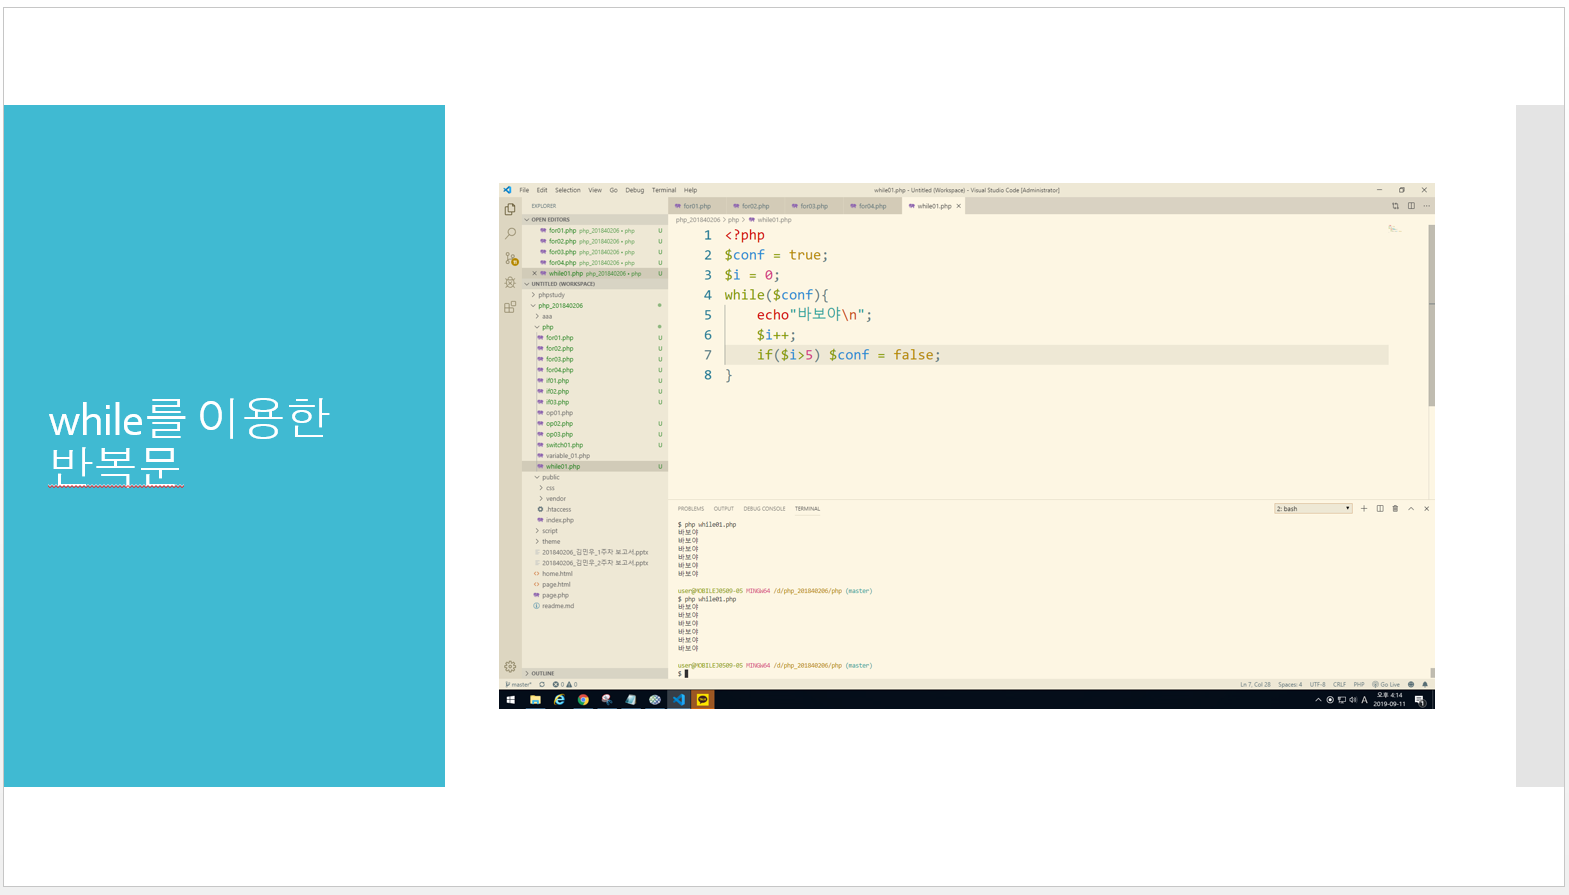 while를 이용한
반복문
File Edit Selection View Go Debug Terminal Help
while01.php - Untitled (Workspace) - Visual Studio Code [Administrator]
EXPLORER
OPEN EDITORS
for01.php php_201840206 • php U
for02.php php_201840206 • php U
for03.php php_201840206 • php U
for04.php php_201840206 • php U
while01.php php_201840206 • php U
UNTITLED (WORKSPACE)
phpstudy
php_201840206
aaa
php
for01.php U
for02.php U
for03.php U
for04.php U
if01.php U
if02.php U
if03.php U
op01.php
op02.php U
op03.php U
switch01.php U
variable_01.php
while01.php U
public
css
vendor
.htaccess
index.php
script
theme
201840206_김민우_1주차 보고서.pptx
201840206_김민우_2주차 보고서.pptx
home.html
page.html
page.php
readme.md
OUTLINE
for01.php for02.php for03.php for04.php while01.php
php_201840206 > php > while01.php
1 <?php
2 $conf = true;
3 $i = 0;
4 while($conf){
5 echo"바보야\n";
6 $i++;
7 if($i>5) $conf = false;
8 }
PROBLEMS OUTPUT DEBUG CONSOLE TERMINAL 2: bash
$ php while01.php
바보야
바보야
바보야
바보야
바보야
바보야
user@MOBILEJ0509-05 MINGW64 /d/php_201840206/php (master)
$ php while01.php
바보야
바보야
바보야
바보야
바보야
바보야
user@MOBILEJ0509-05 MINGW64 /d/php_201840206/php (master)
$
master* 0 0 Ln 7, Col 28 Spaces: 4 UTF-8 CRLF PHP Go Live
A 오후 4:14
2019-09-11